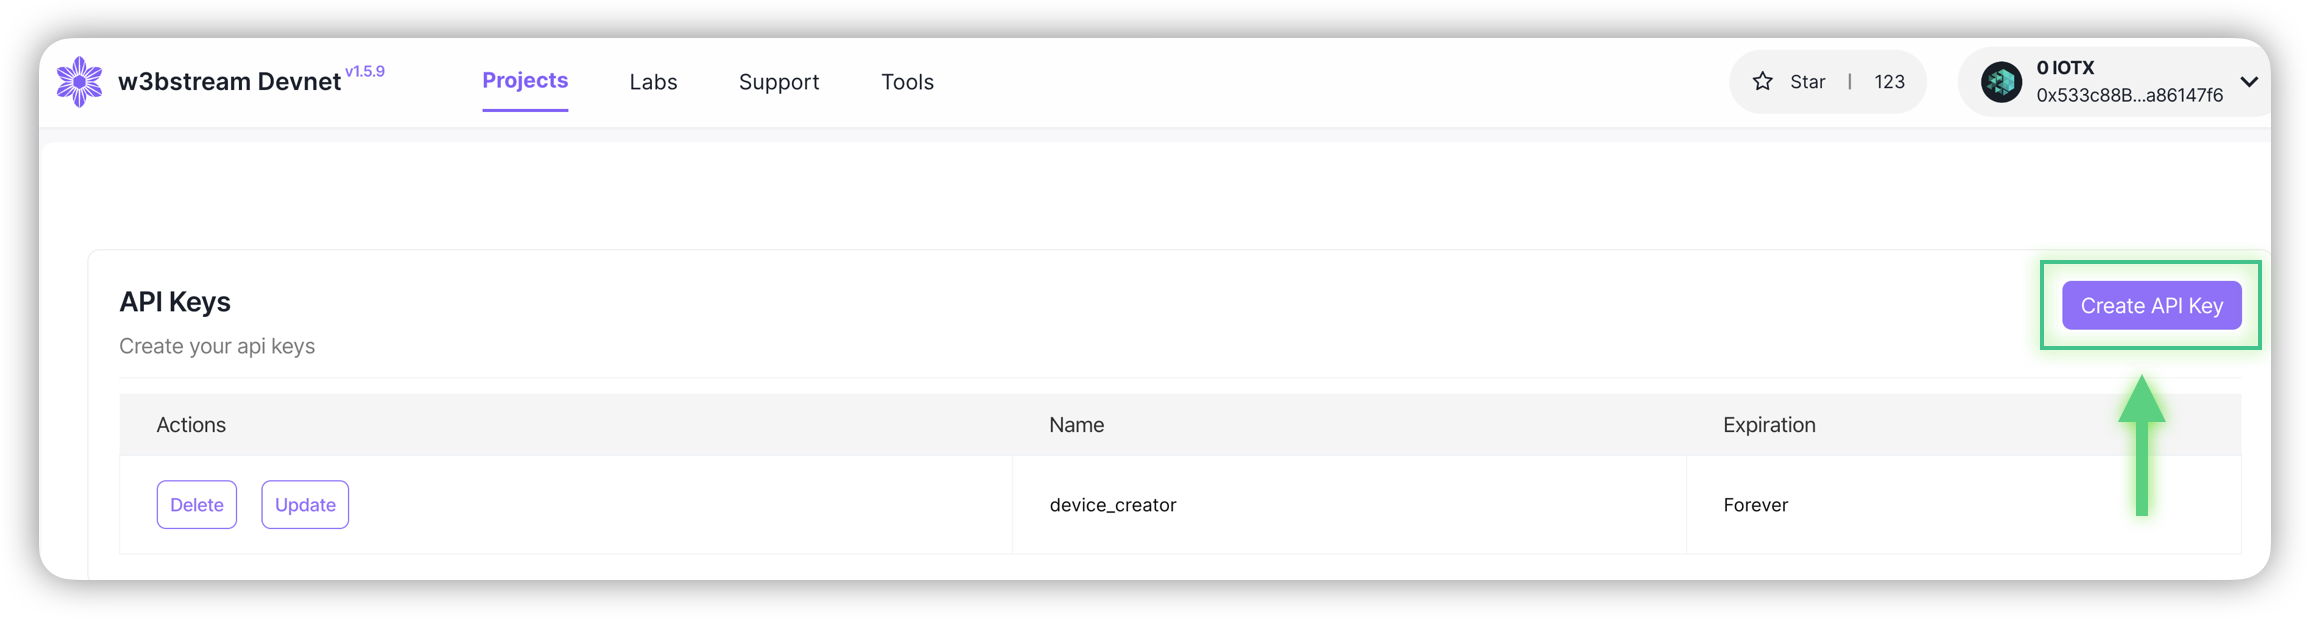 w3bstream Devnet v1.5.9
Projects
Labs
Support
Tools
Star | 123
0 IOTX
0x533c88B...a86147f6
API Keys
Create your api keys
Create API Key
Actions Name Expiration
Delete Update device_creator Forever